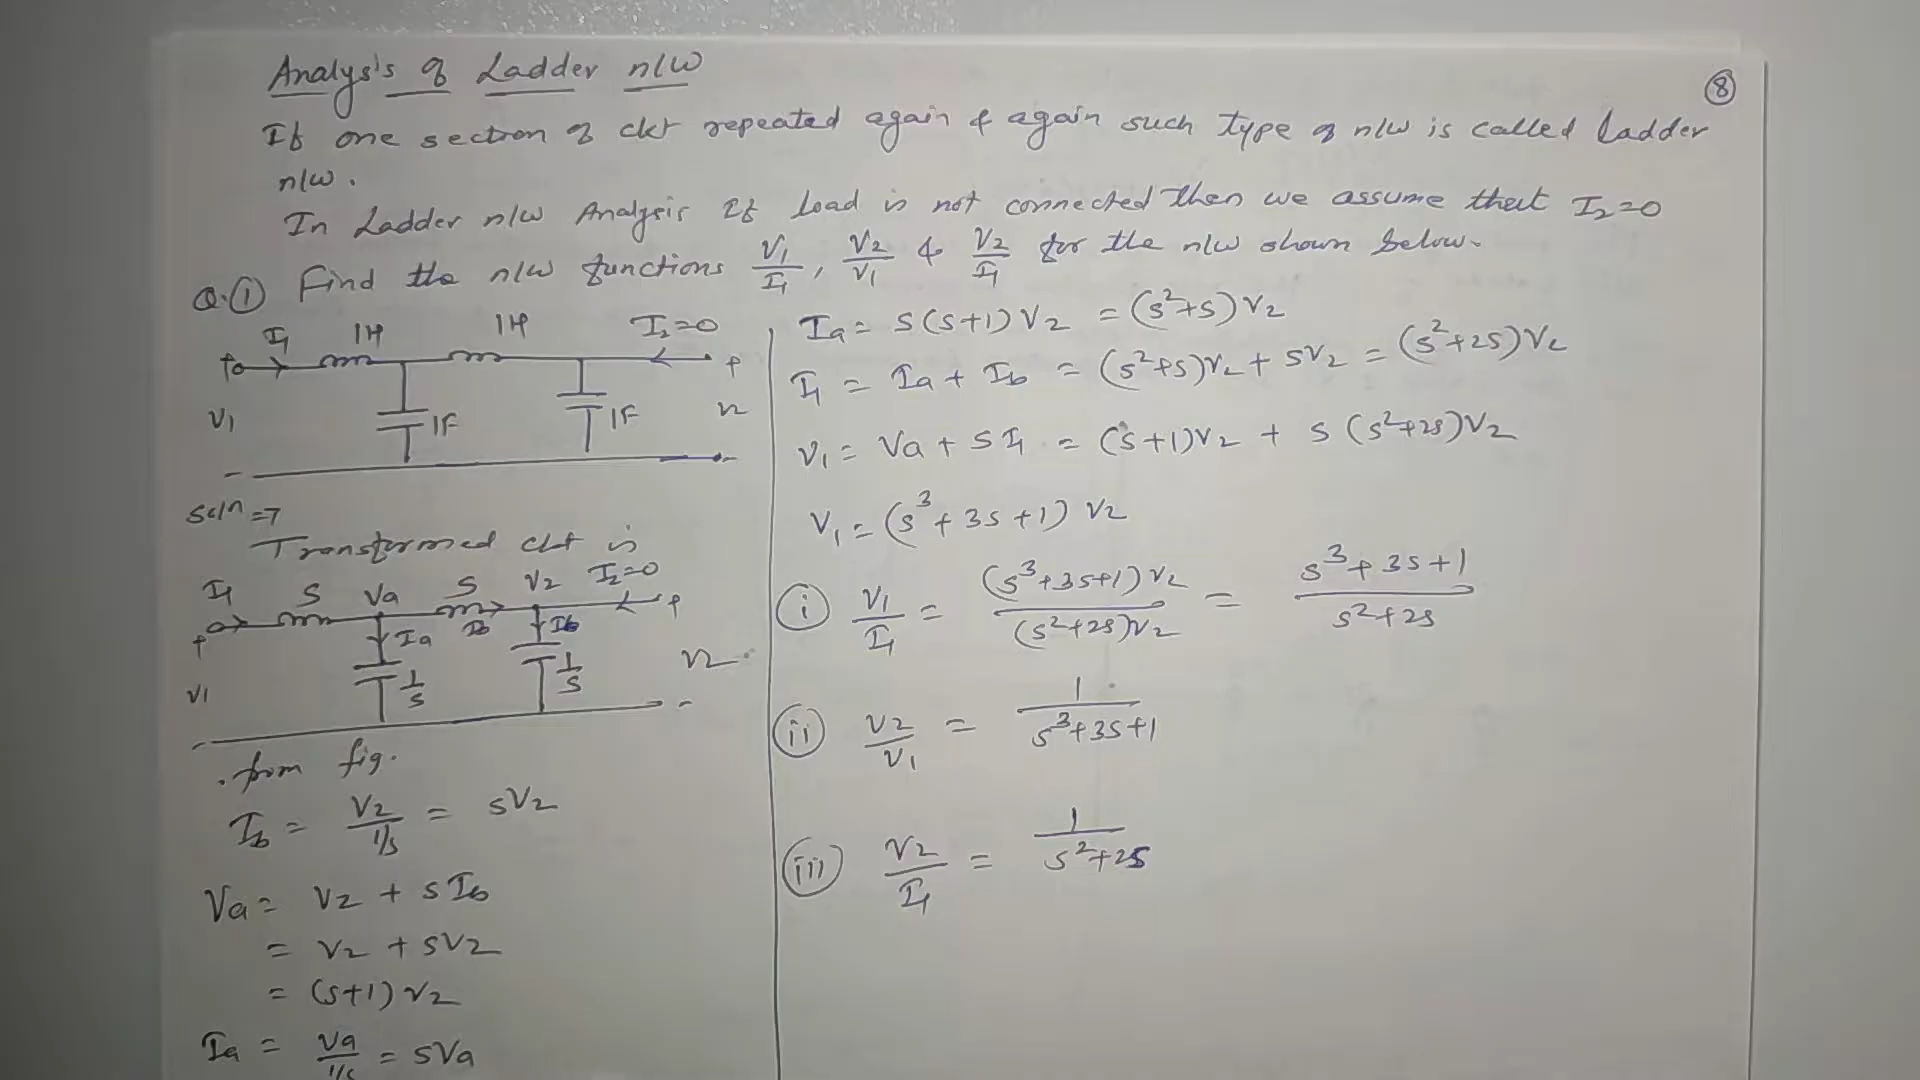 Analysis of Ladder n/w
⑧
If one section of ckt repeated again & again such type of n/w is called ladder
n/w.
In Ladder n/w Analysis If load is not connected then we assume that I2=0
Q.① Find the n/w functions V1/I1, V2/V1 & V2/I1 for the n/w shown below.
I1 1H 1H I2=0
+ +
V1 1F 1F V2
- -
Sol^n ⇒
Transformed ckt is
I1 S Va S V2 I2=0
+ Ia Ib Ib +
V1 1/s 1/s V2
- -
from fig.
Ib = V2/1/s = sV2
Va = V2 + sIb
= V2 + sV2
= (s+1) V2
Ia = Va/1/s = sVa
Ia = s(s+1) V2 = (s²+s) V2
I1 = Ia + Ib = (s²+s)V2 + sV2 = (s²+2s)V2
V1 = Va + sI1 = (s+1)V2 + s(s²+2s)V2
V1 = (s³+3s+1) V2
ⓘ V1/I1 = (s³+3s+1)V2/(s²+2s)V2 = s³+3s+1/s²+2s
(ii) V2/V1 = 1/s³+3s+1
(iii) V2/I1 = 1/s²+2s